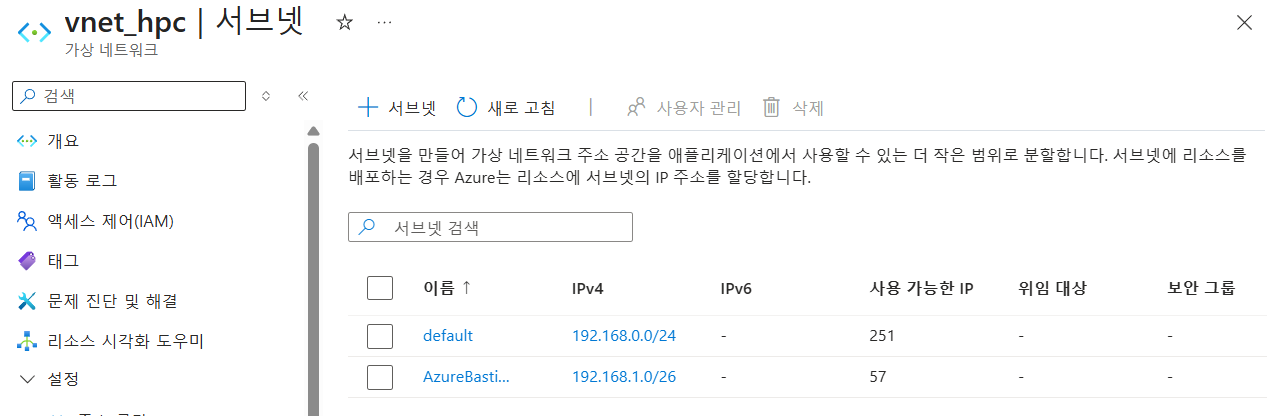 vnet_hpc | 서브넷 ☆ ···
가상 네트워크
검색
개요
활동 로그
액세스 제어(IAM)
태그
문제 진단 및 해결
리소스 시각화 도우미
설정
서브넷 새로 고침 | 사용자 관리 삭제
서브넷을 만들어 가상 네트워크 주소 공간을 애플리케이션에서 사용할 수 있는 더 작은 범위로 분할합니다. 서브넷에 리소스를
배포하는 경우 Azure는 리소스에 서브넷의 IP 주소를 할당합니다.
서브넷 검색
이름 ↑ IPv4 IPv6 사용 가능한 IP 위임 대상 보안 그룹
default 192.168.0.0/24 - 251 - -
AzureBasti... 192.168.1.0/26 - 57 - -